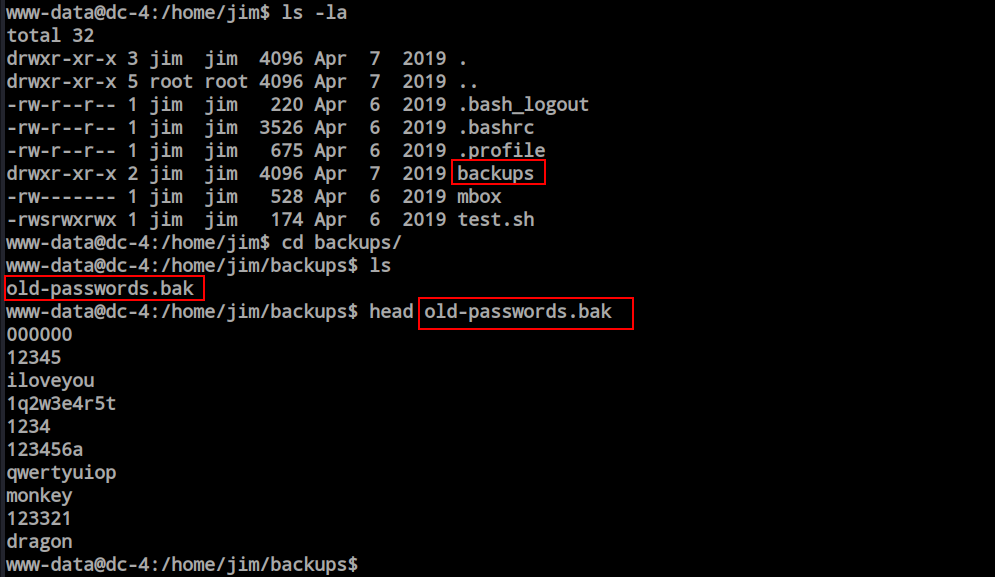 www-data@dc-4:/home/jim$ ls -la
total 32
drwxr-xr-x 3 jim  jim  4096 Apr  7  2019 .
drwxr-xr-x 5 root root 4096 Apr  7  2019 ..
-rw-r--r-- 1 jim  jim   220 Apr  6  2019 .bash_logout
-rw-r--r-- 1 jim  jim  3526 Apr  6  2019 .bashrc
-rw-r--r-- 1 jim  jim   675 Apr  6  2019 .profile
drwxr-xr-x 2 jim  jim  4096 Apr  7  2019 backups
-rw------- 1 jim  jim   528 Apr  6  2019 mbox
-rwsrwxrwx 1 jim  jim   174 Apr  6  2019 test.sh
www-data@dc-4:/home/jim$ cd backups/
www-data@dc-4:/home/jim/backups$ ls
old-passwords.bak
www-data@dc-4:/home/jim/backups$ head old-passwords.bak
000000
12345
iloveyou
1q2w3e4r5t
1234
123456a
qwertyuiop
monkey
123321
dragon
www-data@dc-4:/home/jim/backups$